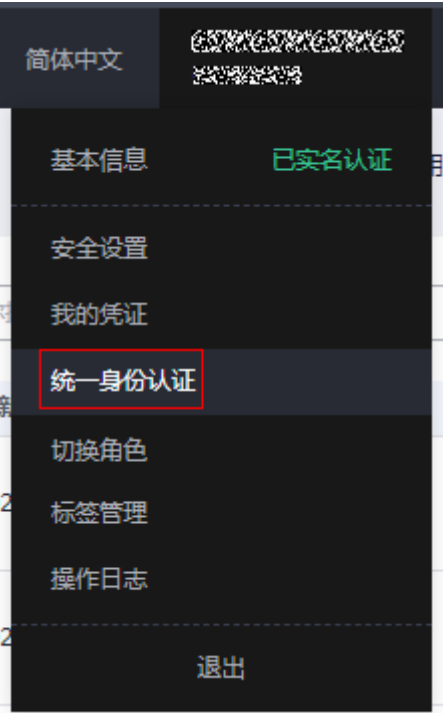 简体中文
基本信息 已实名认证
安全设置
我的凭证
统一身份认证
切换角色
标签管理
操作日志
退出